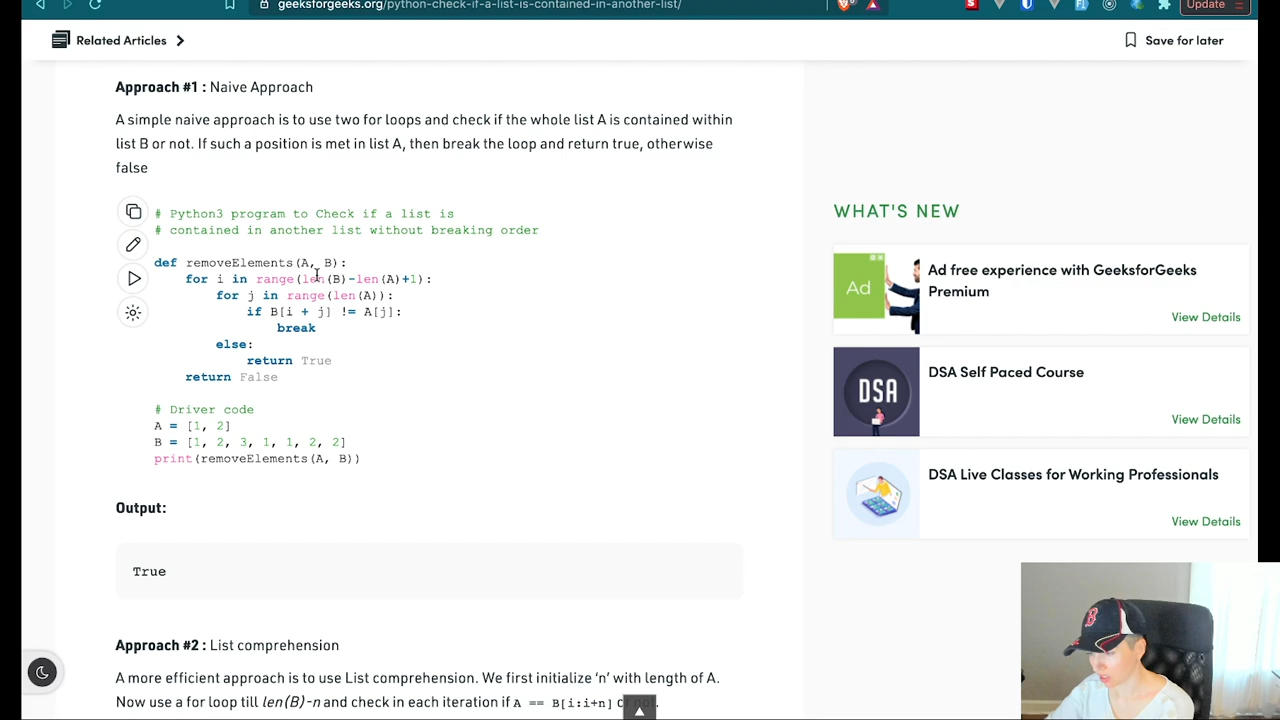 geeksforgeeks.org/python-check-if-a-list-is-contained-in-another-list/
Update
Related Articles
Save for later
Approach #1 : Naive Approach
A simple naive approach is to use two for loops and check if the whole list A is contained within
list B or not. If such a position is met in list A, then break the loop and return true, otherwise
false
# Python3 program to Check if a list is
# contained in another list without breaking order
def removeElements(A, B):
for i in range(len(B)-len(A)+1):
for j in range(len(A)):
if B[i + j] != A[j]:
break
else:
return True
return False
# Driver code
A = [1, 2]
B = [1, 2, 3, 1, 1, 2, 2]
print(removeElements(A, B))
Output:
True
Approach #2 : List comprehension
A more efficient approach is to use List comprehension. We first initialize ‘n’ with length of A.
Now use a for loop till len(B)-n and check in each iteration if A == B[i:i+n] or not.
WHAT'S NEW
Ad
Ad free experience with GeeksforGeeks
Premium
View Details
DSA
DSA Self Paced Course
View Details
DSA Live Classes for Working Professionals
View Details
B